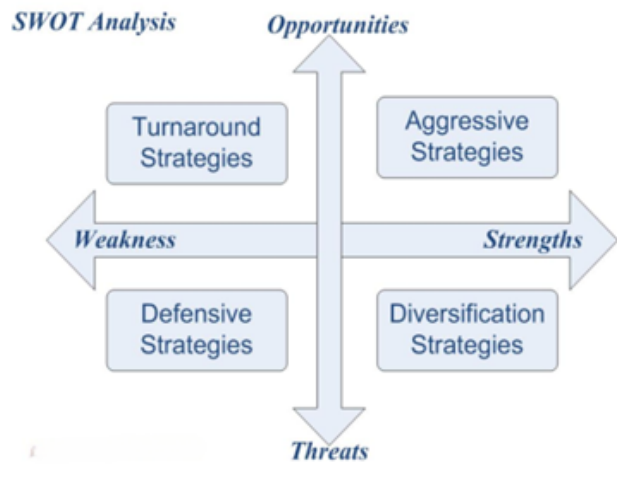 SWOT Analysis
Opportunities
Turnaround
Strategies
Aggressive
Strategies
Weakness
Strengths
Defensive
Strategies
Diversification
Strategies
Threats